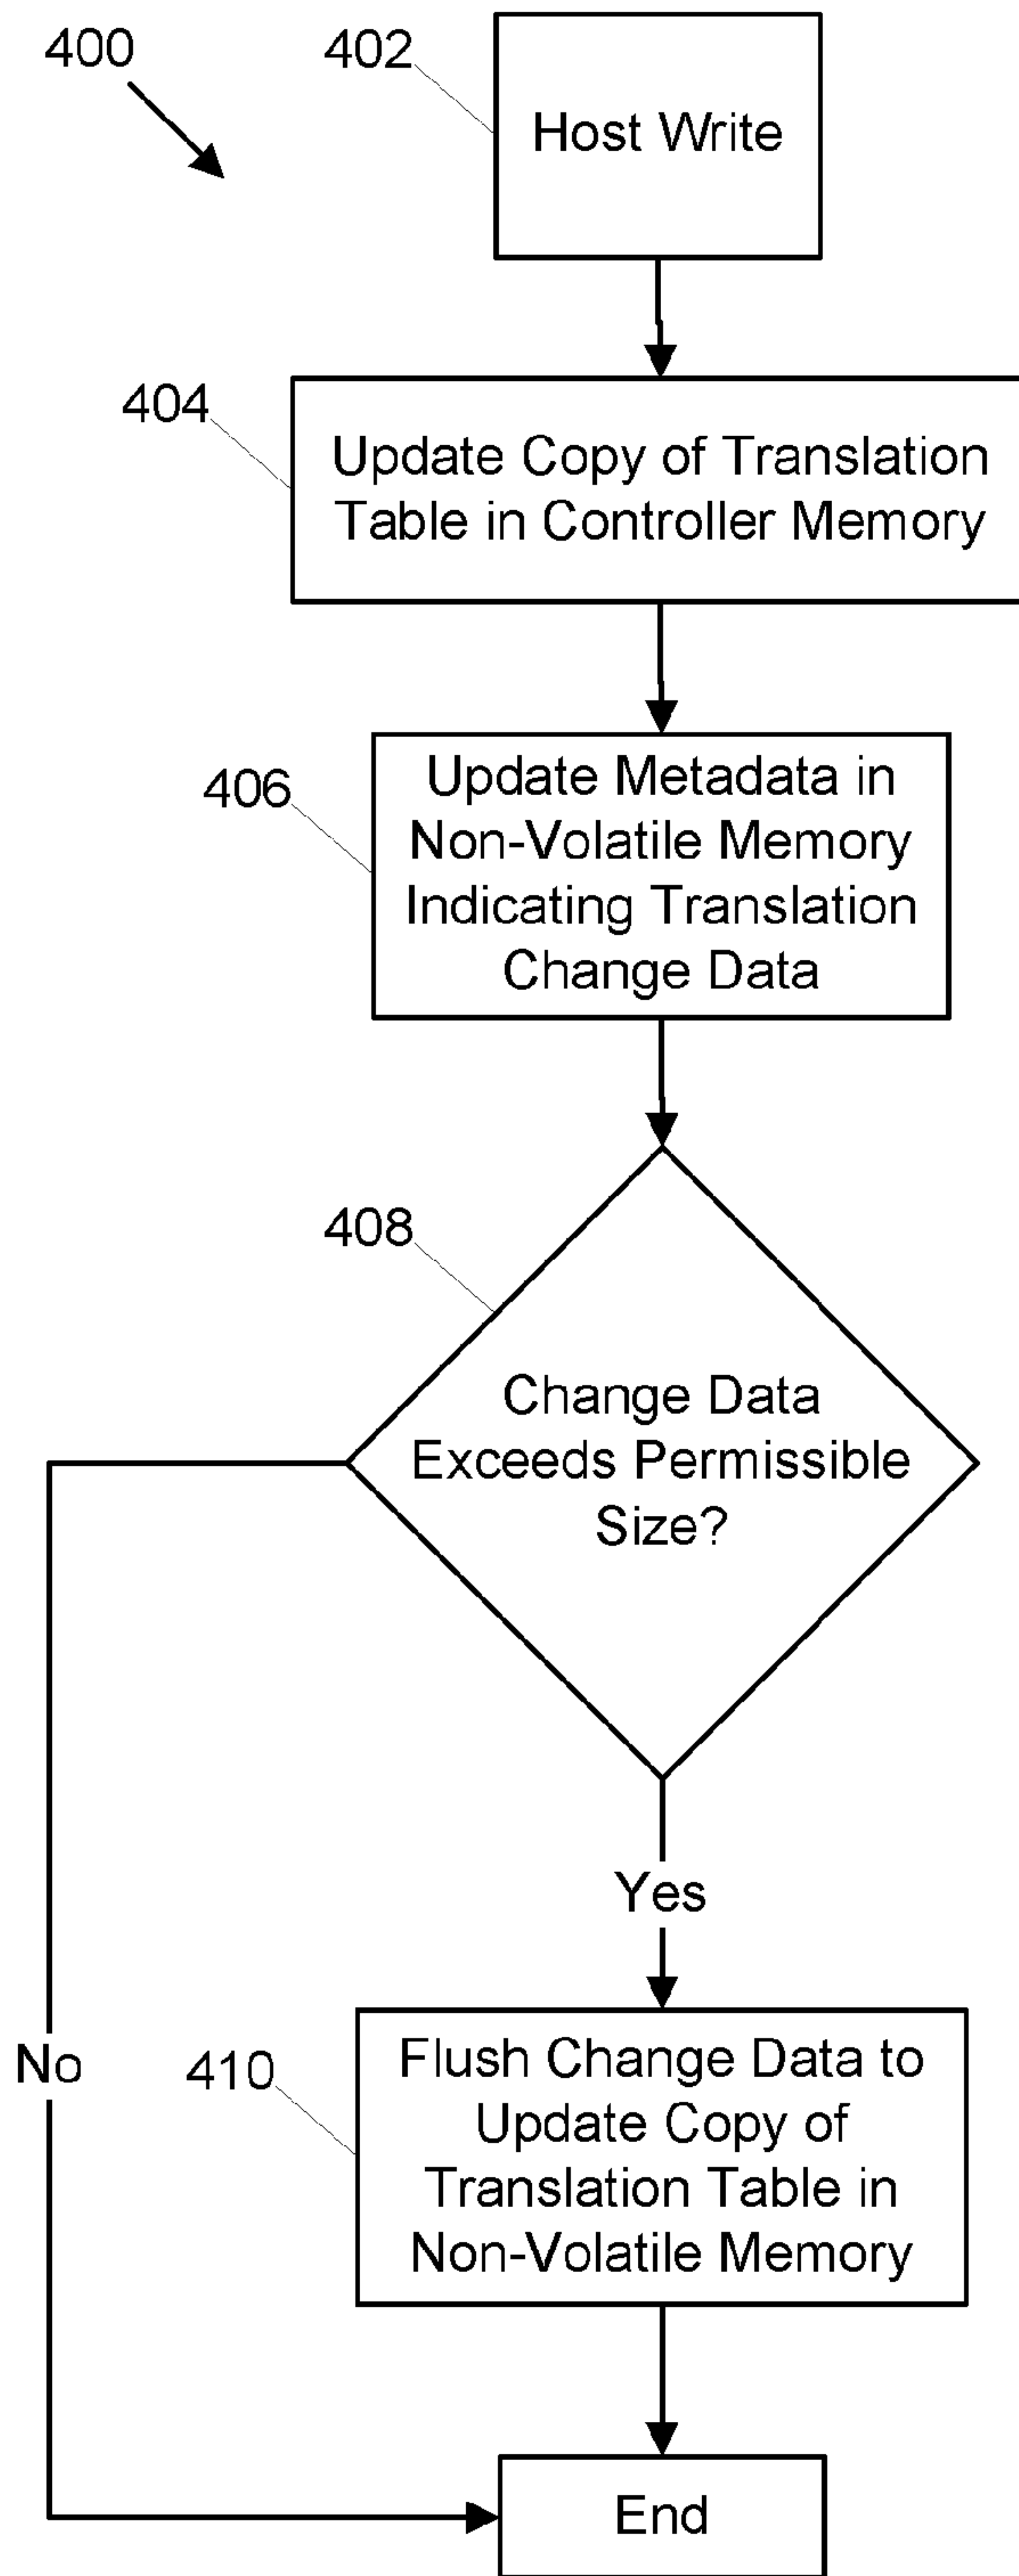 400
402
Host Write
404
Update Copy of Translation
Table in Controller Memory
406
Update Metadata in
Non-Volatile Memory
Indicating Translation
Change Data
408
Change Data
Exceeds Permissible
Size?
Yes
No
410
Flush Change Data to
Update Copy of
Translation Table in
Non-Volatile Memory
End